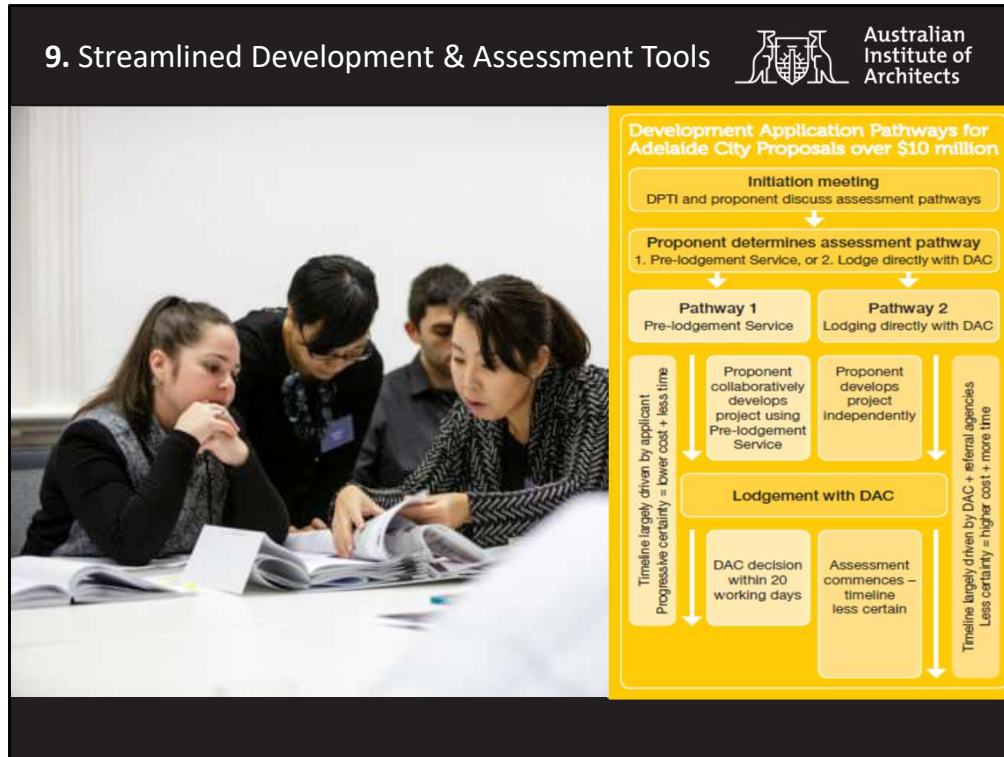 9. Streamlined Development & Assessment Tools
Australian
Institute of
Architects
Development Application Pathways for
Adelaide City Proposals over $10 million
Initiation meeting
DPTI and proponent discuss assessment pathways
Proponent determines assessment pathway
1. Pre-lodgement Service, or 2. Lodge directly with DAC
Pathway 1
Pre-lodgement Service
Pathway 2
Lodging directly with DAC
Timeline largely driven by applicant
Progressive certainty = lower cost + less time
Proponent
collaboratively
develops
project using
Pre-lodgement
Service
Proponent
develops
project
independently
Timeline largely driven by DAC + referral agencies
Less certainty = higher cost + more time
Lodgement with DAC
DAC decision
within 20
working days
Assessment
commences –
timeline
less certain